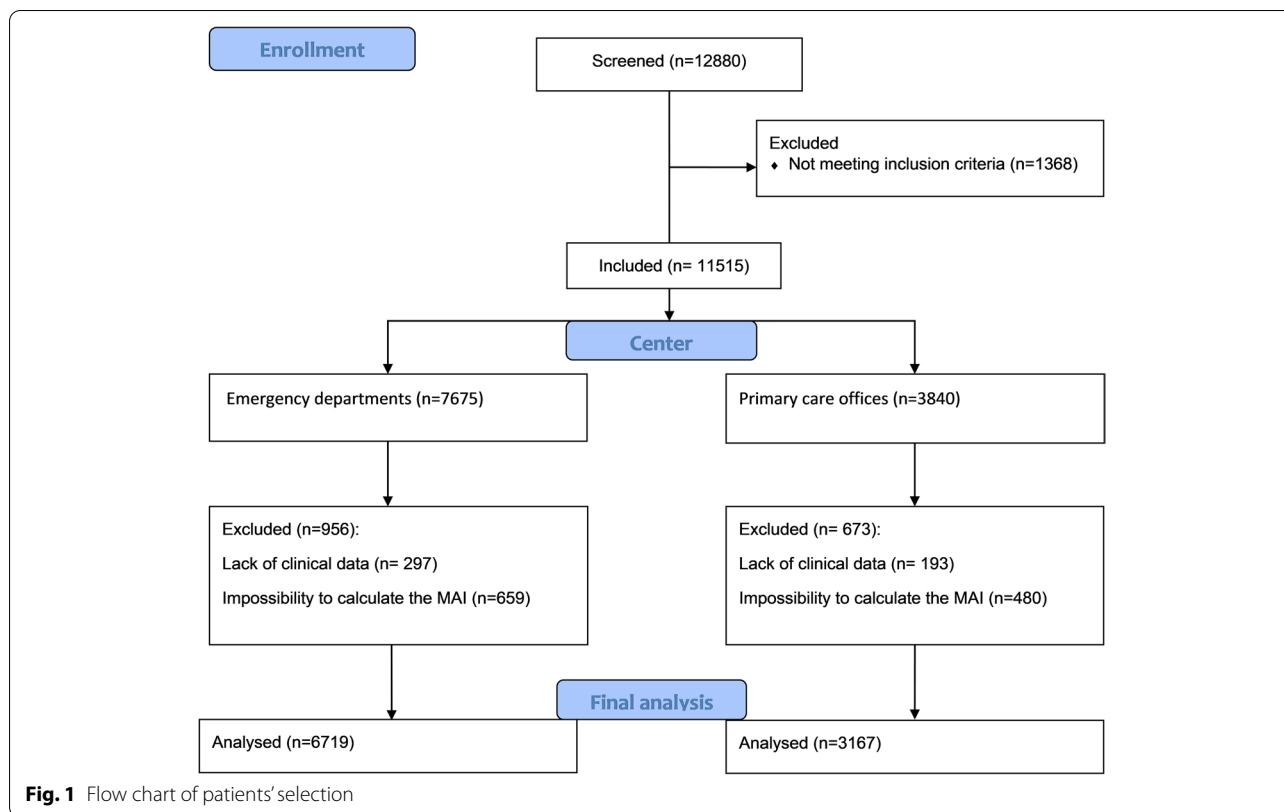 Enrollment
Screened (n=12880)
Excluded
♦ Not meeting inclusion criteria (n=1368)
Included (n= 11515)
Center
Emergency departments (n=7675)
Primary care offices (n=3840)
Excluded (n=956):
Lack of clinical data (n= 297)
Impossibility to calculate the MAI (n=659)
Excluded (n= 673):
Lack of clinical data (n= 193)
Impossibility to calculate the MAI (n=480)
Final analysis
Analysed (n=6719)
Analysed (n=3167)
Fig. 1 Flow chart of patients' selection